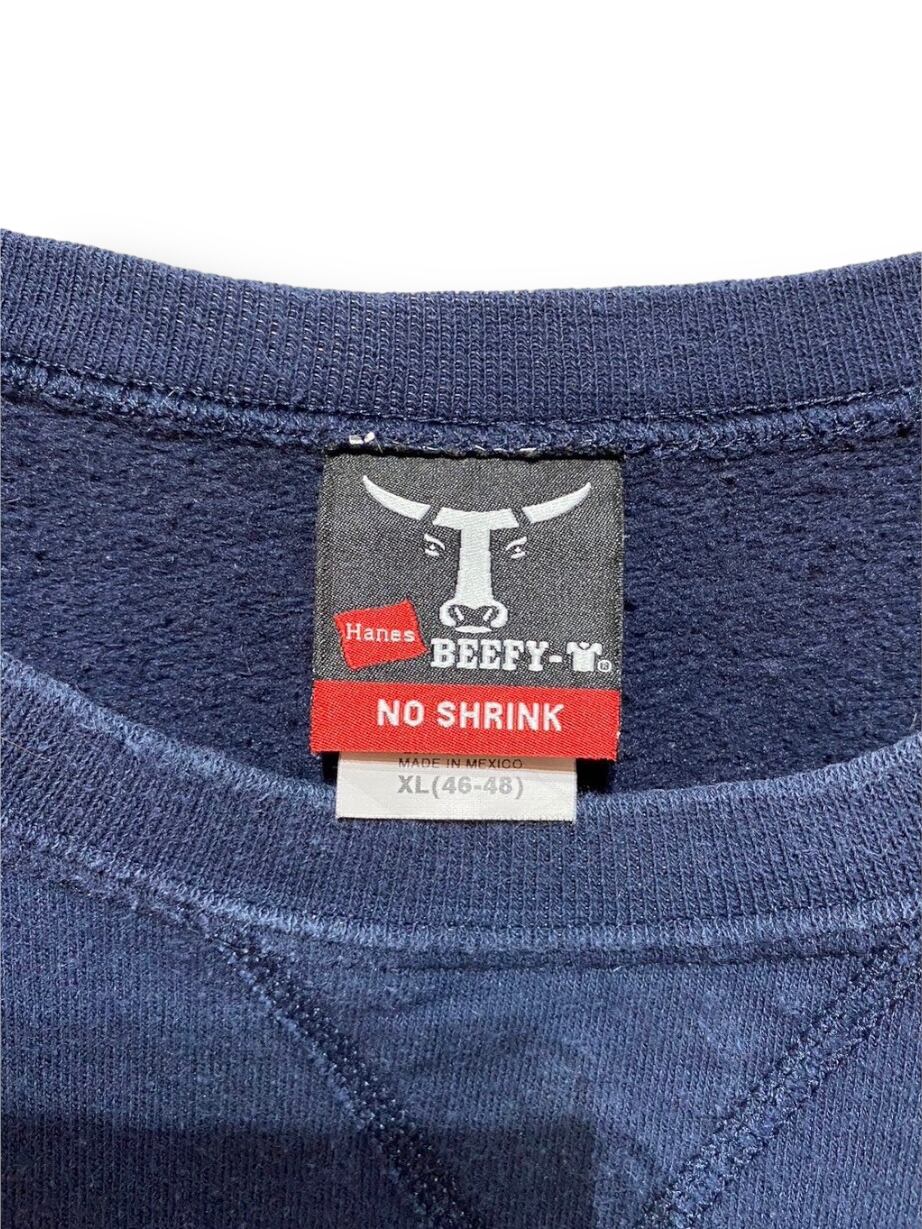 Hanes
BEEFY-T®
NO SHRINK
MADE IN MEXICO
XL(46-48)